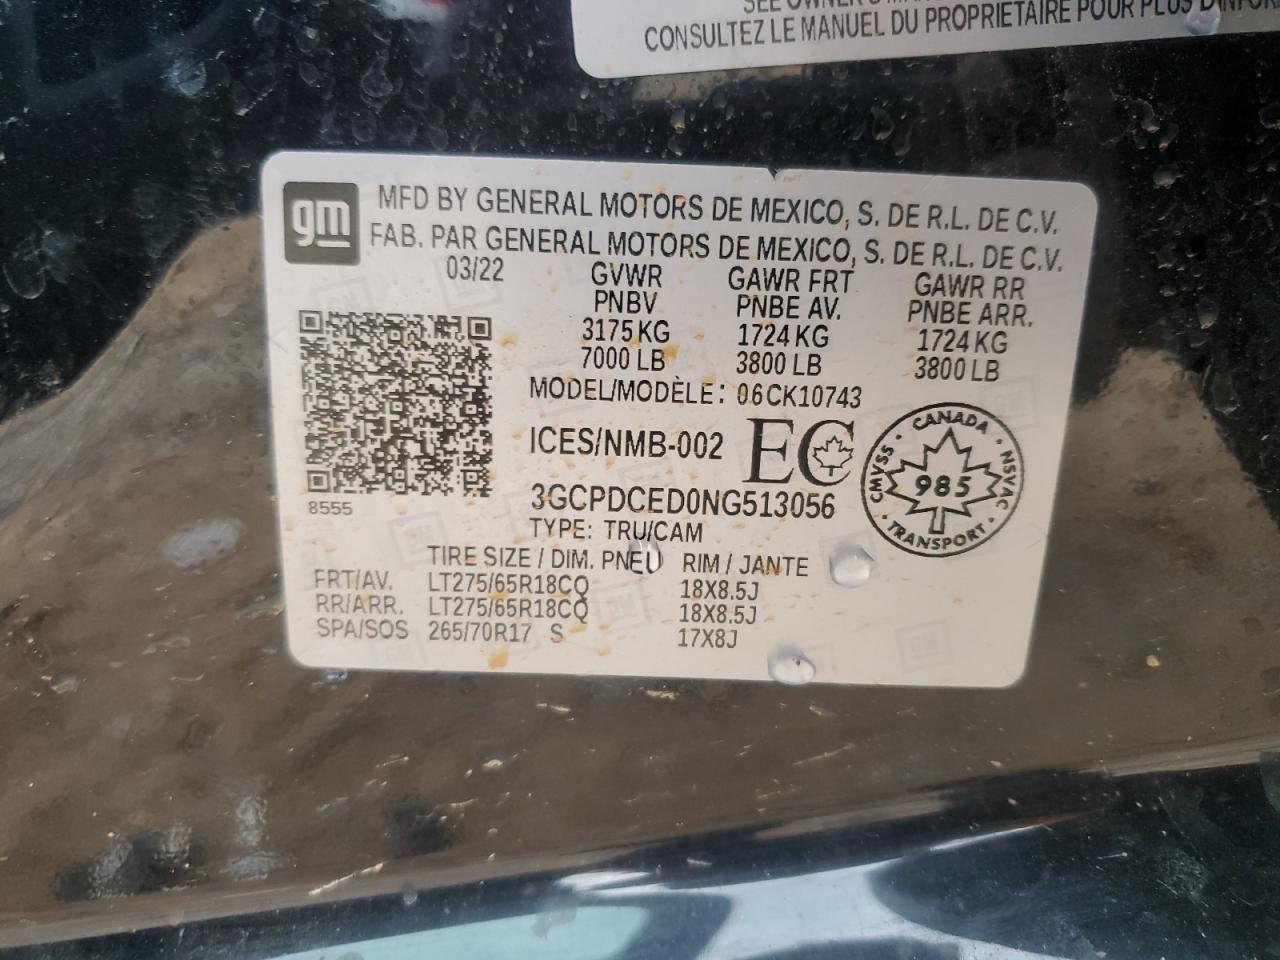 SEE OWNER'S
CONSULTEZ LE MANUEL DU PROPRIÉTAIRE POUR PLUS D'INFOR
gm
MFD BY GENERAL MOTORS DE MEXICO, S. DE R.L. DE C.V.
FAB. PAR GENERAL MOTORS DE MEXICO, S. DE R.L. DE C.V.
03/22 GVWR GAWR FRT GAWR RR
PNBV PNBE AV. PNBE ARR.
3175 KG 1724 KG 1724 KG
7000 LB 3800 LB 3800 LB
MODEL/MODÈLE: 06CK10743
ICES/NMB-002 EC
CANADA
CMVSS NSVAC
985
TRANSPORT
3GCPDCED0NG513056
8555
TYPE: TRU/CAM
TIRE SIZE / DIM. PNEU RIM / JANTE
FRT/AV. LT275/65R18CQ 18X8.5J
RR/ARR. LT275/65R18CQ 18X8.5J
SPA/SOS 265/70R17 S 17X8J